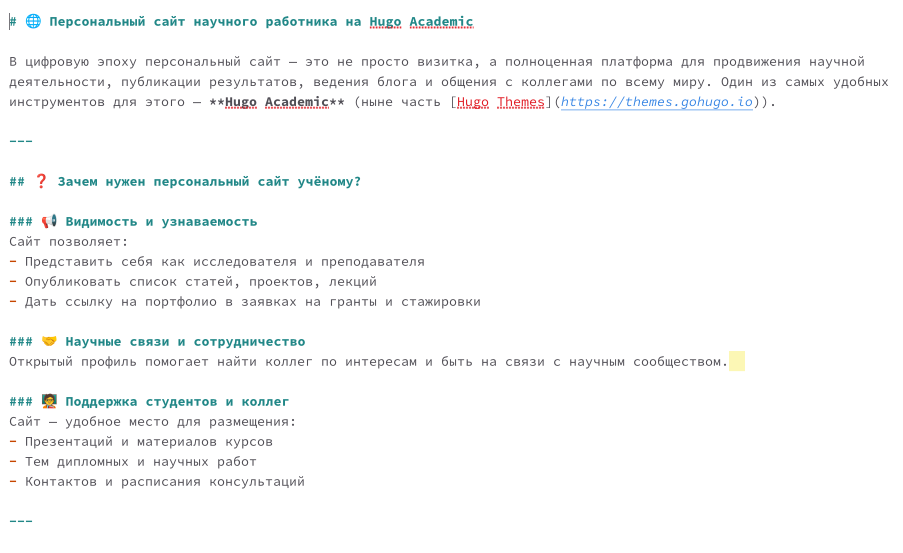 # 🌐 Персональный сайт научного работника на Hugo Academic
В цифровую эпоху персональный сайт — это не просто визитка, а полноценная платформа для продвижения научной
деятельности, публикации результатов, ведения блога и общения с коллегами по всему миру. Один из самых удобных
инструментов для этого — **Hugo Academic** (ныне часть [Hugo Themes](https://themes.gohugo.io)).
---
## ❓ Зачем нужен персональный сайт учёному?
### 📢 Видимость и узнаваемость
Сайт позволяет:
- Представить себя как исследователя и преподавателя
- Опубликовать список статей, проектов, лекций
- Дать ссылку на портфолио в заявках на гранты и стажировки
### 🤝 Научные связи и сотрудничество
Открытый профиль помогает найти коллег по интересам и быть на связи с научным сообществом.
### 🧑‍🏫 Поддержка студентов и коллег
Сайт — удобное место для размещения:
- Презентаций и материалов курсов
- Тем дипломных и научных работ
- Контактов и расписания консультаций
---